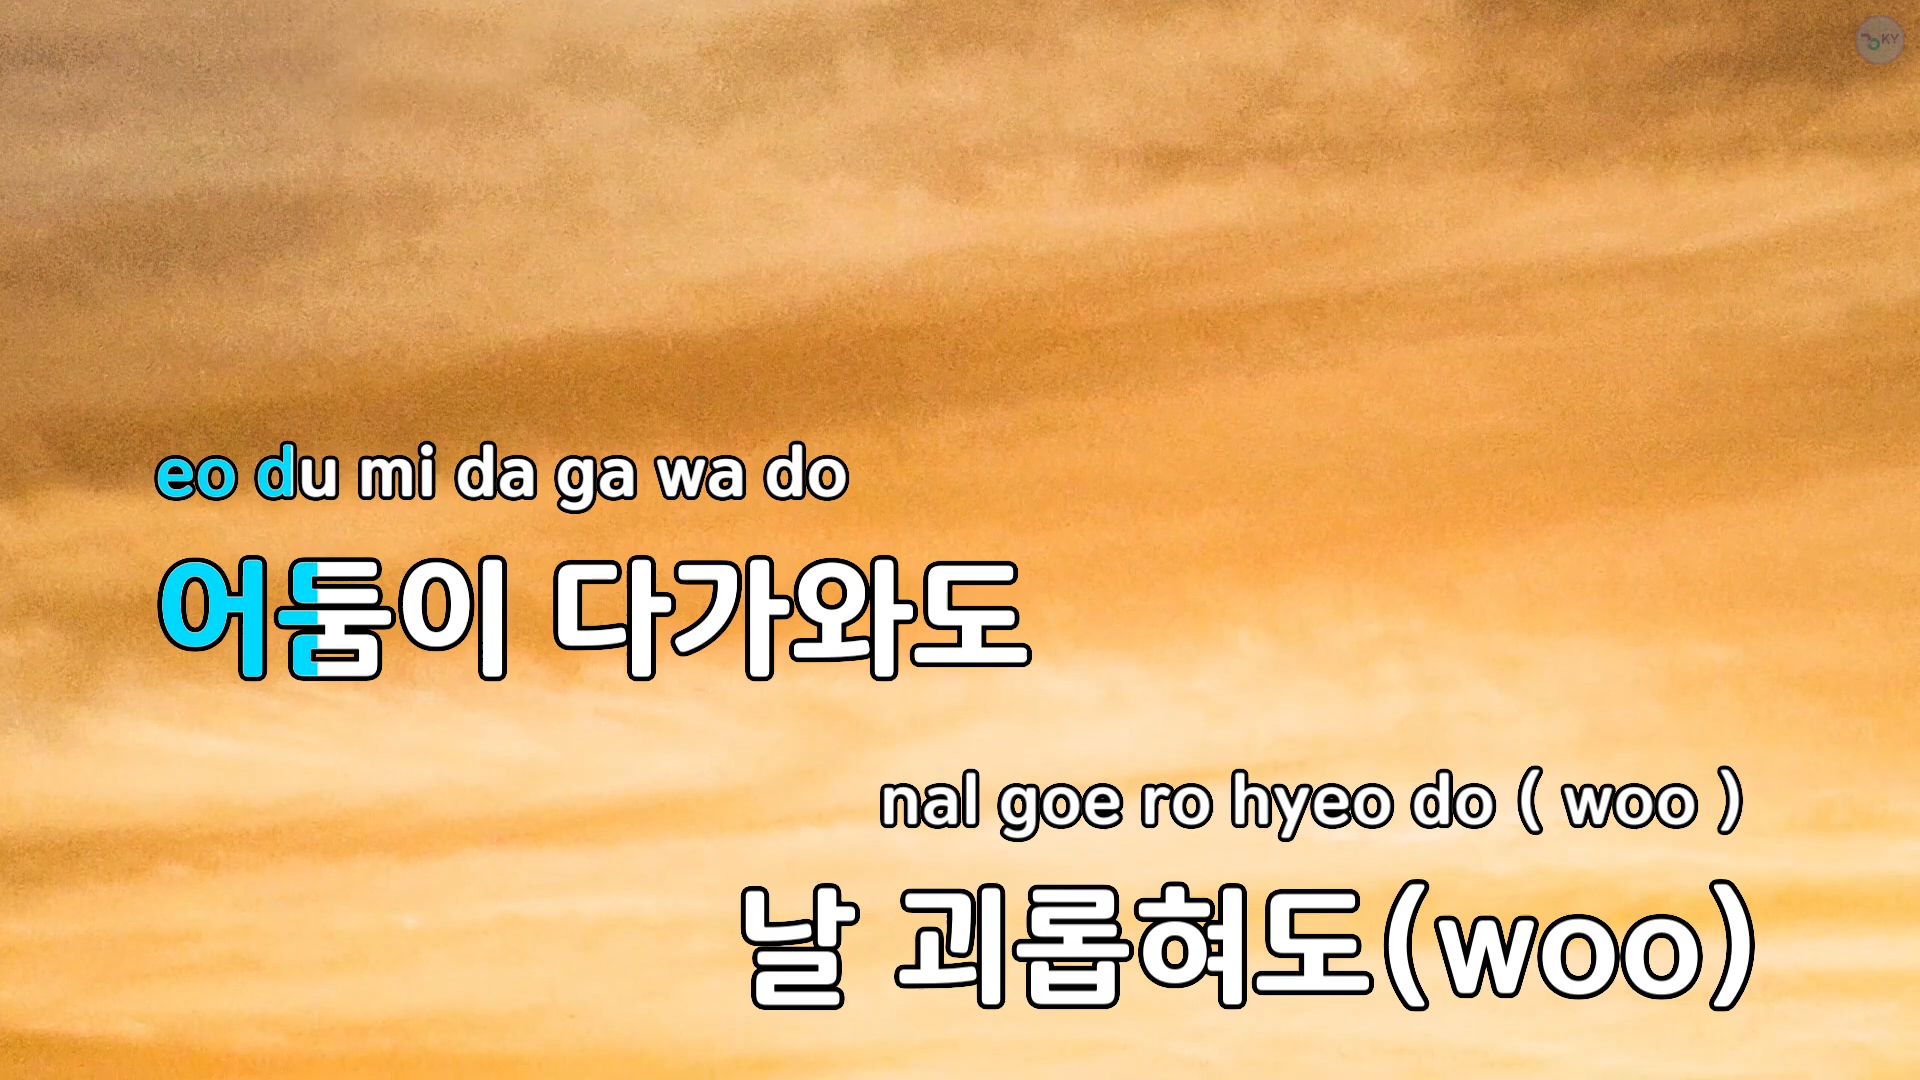 KY
eo du mi da ga wa do
어둠이 다가와도
nal goe ro hyeo do ( woo )
날 괴롭혀도(woo)